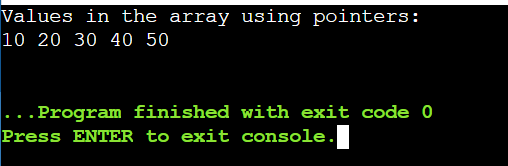 Values in the array using pointers:
10 20 30 40 50
...Program finished with exit code 0
Press ENTER to exit console.